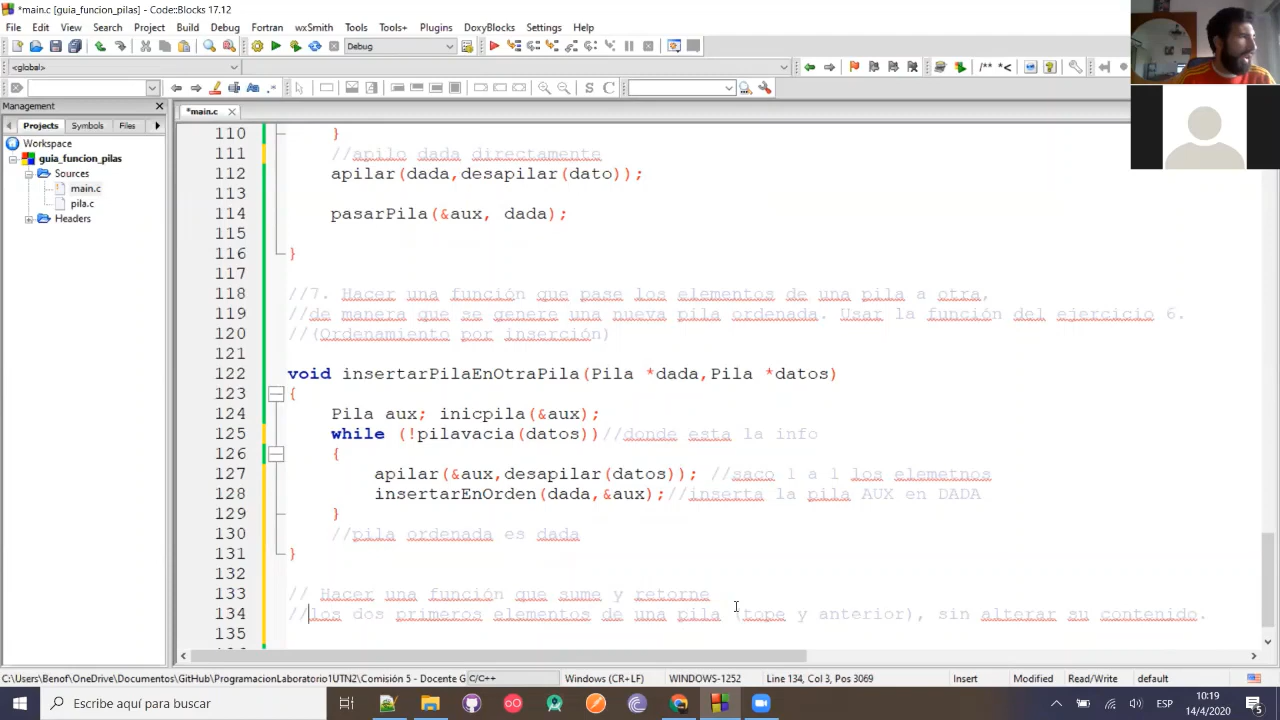 *main.c [guia_funcion_pilas] - Code::Blocks 17.12
File Edit View Search Project Build Debug Fortran wxSmith Tools Tools+ Plugins DoxyBlocks Settings Help
Debug
<global>
/** *<
S C
Management
*main.c
Projects Symbols Files
Workspace
guia_funcion_pilas
Sources
main.c
pila.c
Headers
110 }
111 //apilo dada directamente
112 apilar(dada,desapilar(dato));
113
114 pasarPila(&aux, dada);
115
116 }
117
118 //7. Hacer una función que pase los elementos de una pila a otra,
119 //de manera que se genere una nueva pila ordenada. Usar la función del ejercicio 6.
120 //(Ordenamiento por inserción)
121
122 void insertarPilaEnOtraPila(Pila *dada,Pila *datos)
123 {
124 Pila aux; inicpila(&aux);
125 while (!pilavacia(datos))//donde esta la info
126 {
127 apilar(&aux,desapilar(datos)); //saco 1 a 1 los elemetnos
128 insertarEnOrden(dada,&aux);//inserta la pila AUX en DADA
129 }
130 //pila ordenada es dada
131 }
132
133 // Hacer una función que sume y retorne
134 //los dos primeros elementos de una pila (tope y anterior), sin alterar su contenido.
135
C:\Users\Benof\OneDrive\Documentos\GitHub\ProgramacionLaboratorio1UTN2\Comisión 5 - Docente G C/C++ Windows (CR+LF) WINDOWS-1252 Line 134, Col 3, Pos 3069 Insert Modified Read/Write default
Escribe aquí para buscar
ESP
10:19
14/4/2020